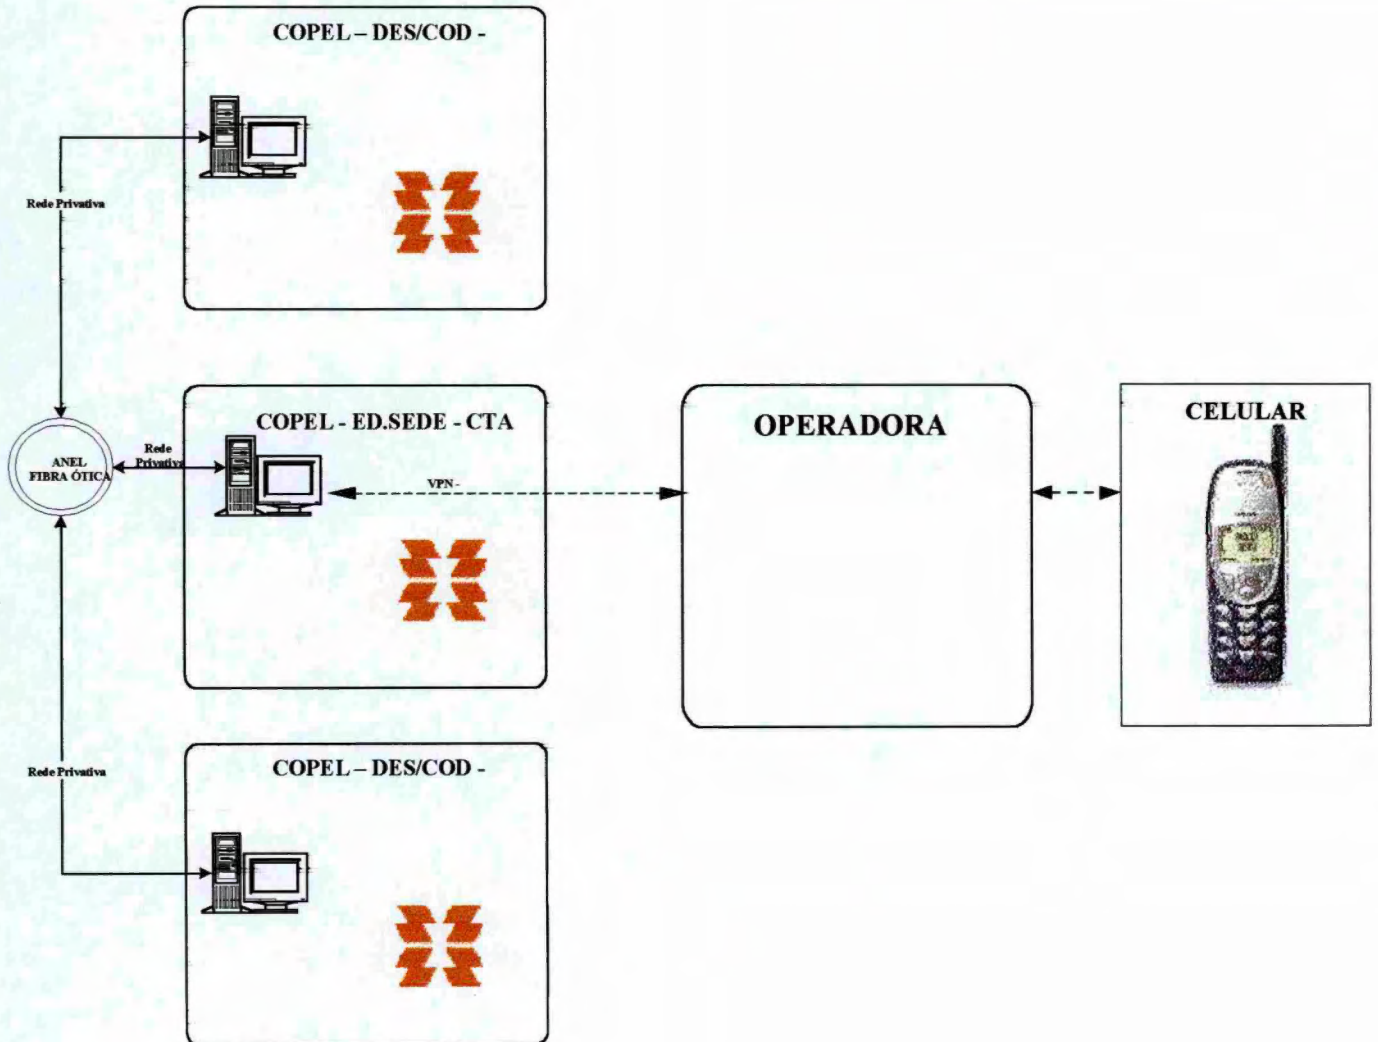 COPEL – DES/COD -
Rede Privativa
COPEL - ED.SEDE - CTA
OPERADORA
CELULAR
ANEL
FIBRA ÓTICA
Rede
Privativa
VPN -
Rede Privativa
COPEL – DES/COD -